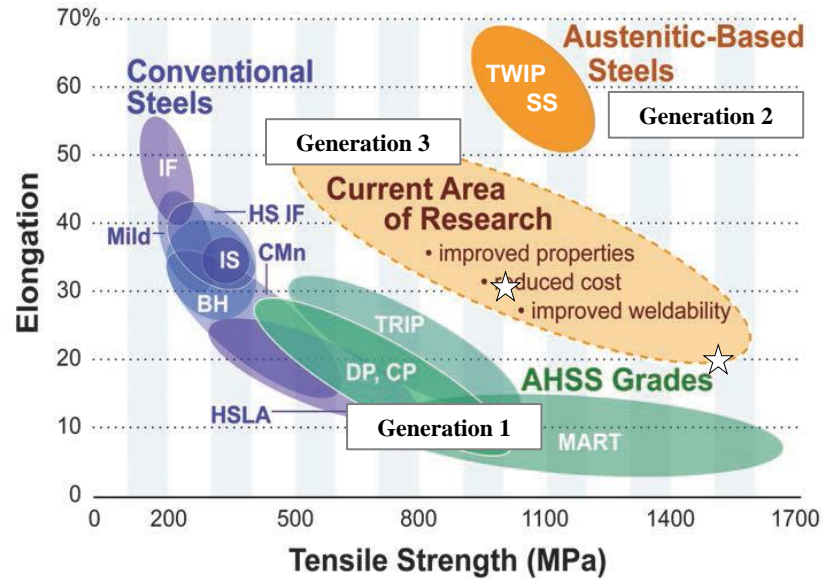 70%
60
50
40
30
20
10
0
Elongation
0
200
500
800
1100
1400
1700
Tensile Strength (MPa)
Conventional
Steels
Austenitic-Based
Steels
TWIP
SS
Generation 2
Generation 3
Current Area
of Research
• improved properties
• reduced cost
• improved weldability
IF
HS IF
Mild
IS
CMn
BH
TRIP
DP, CP
AHSS Grades
HSLA
Generation 1
MART